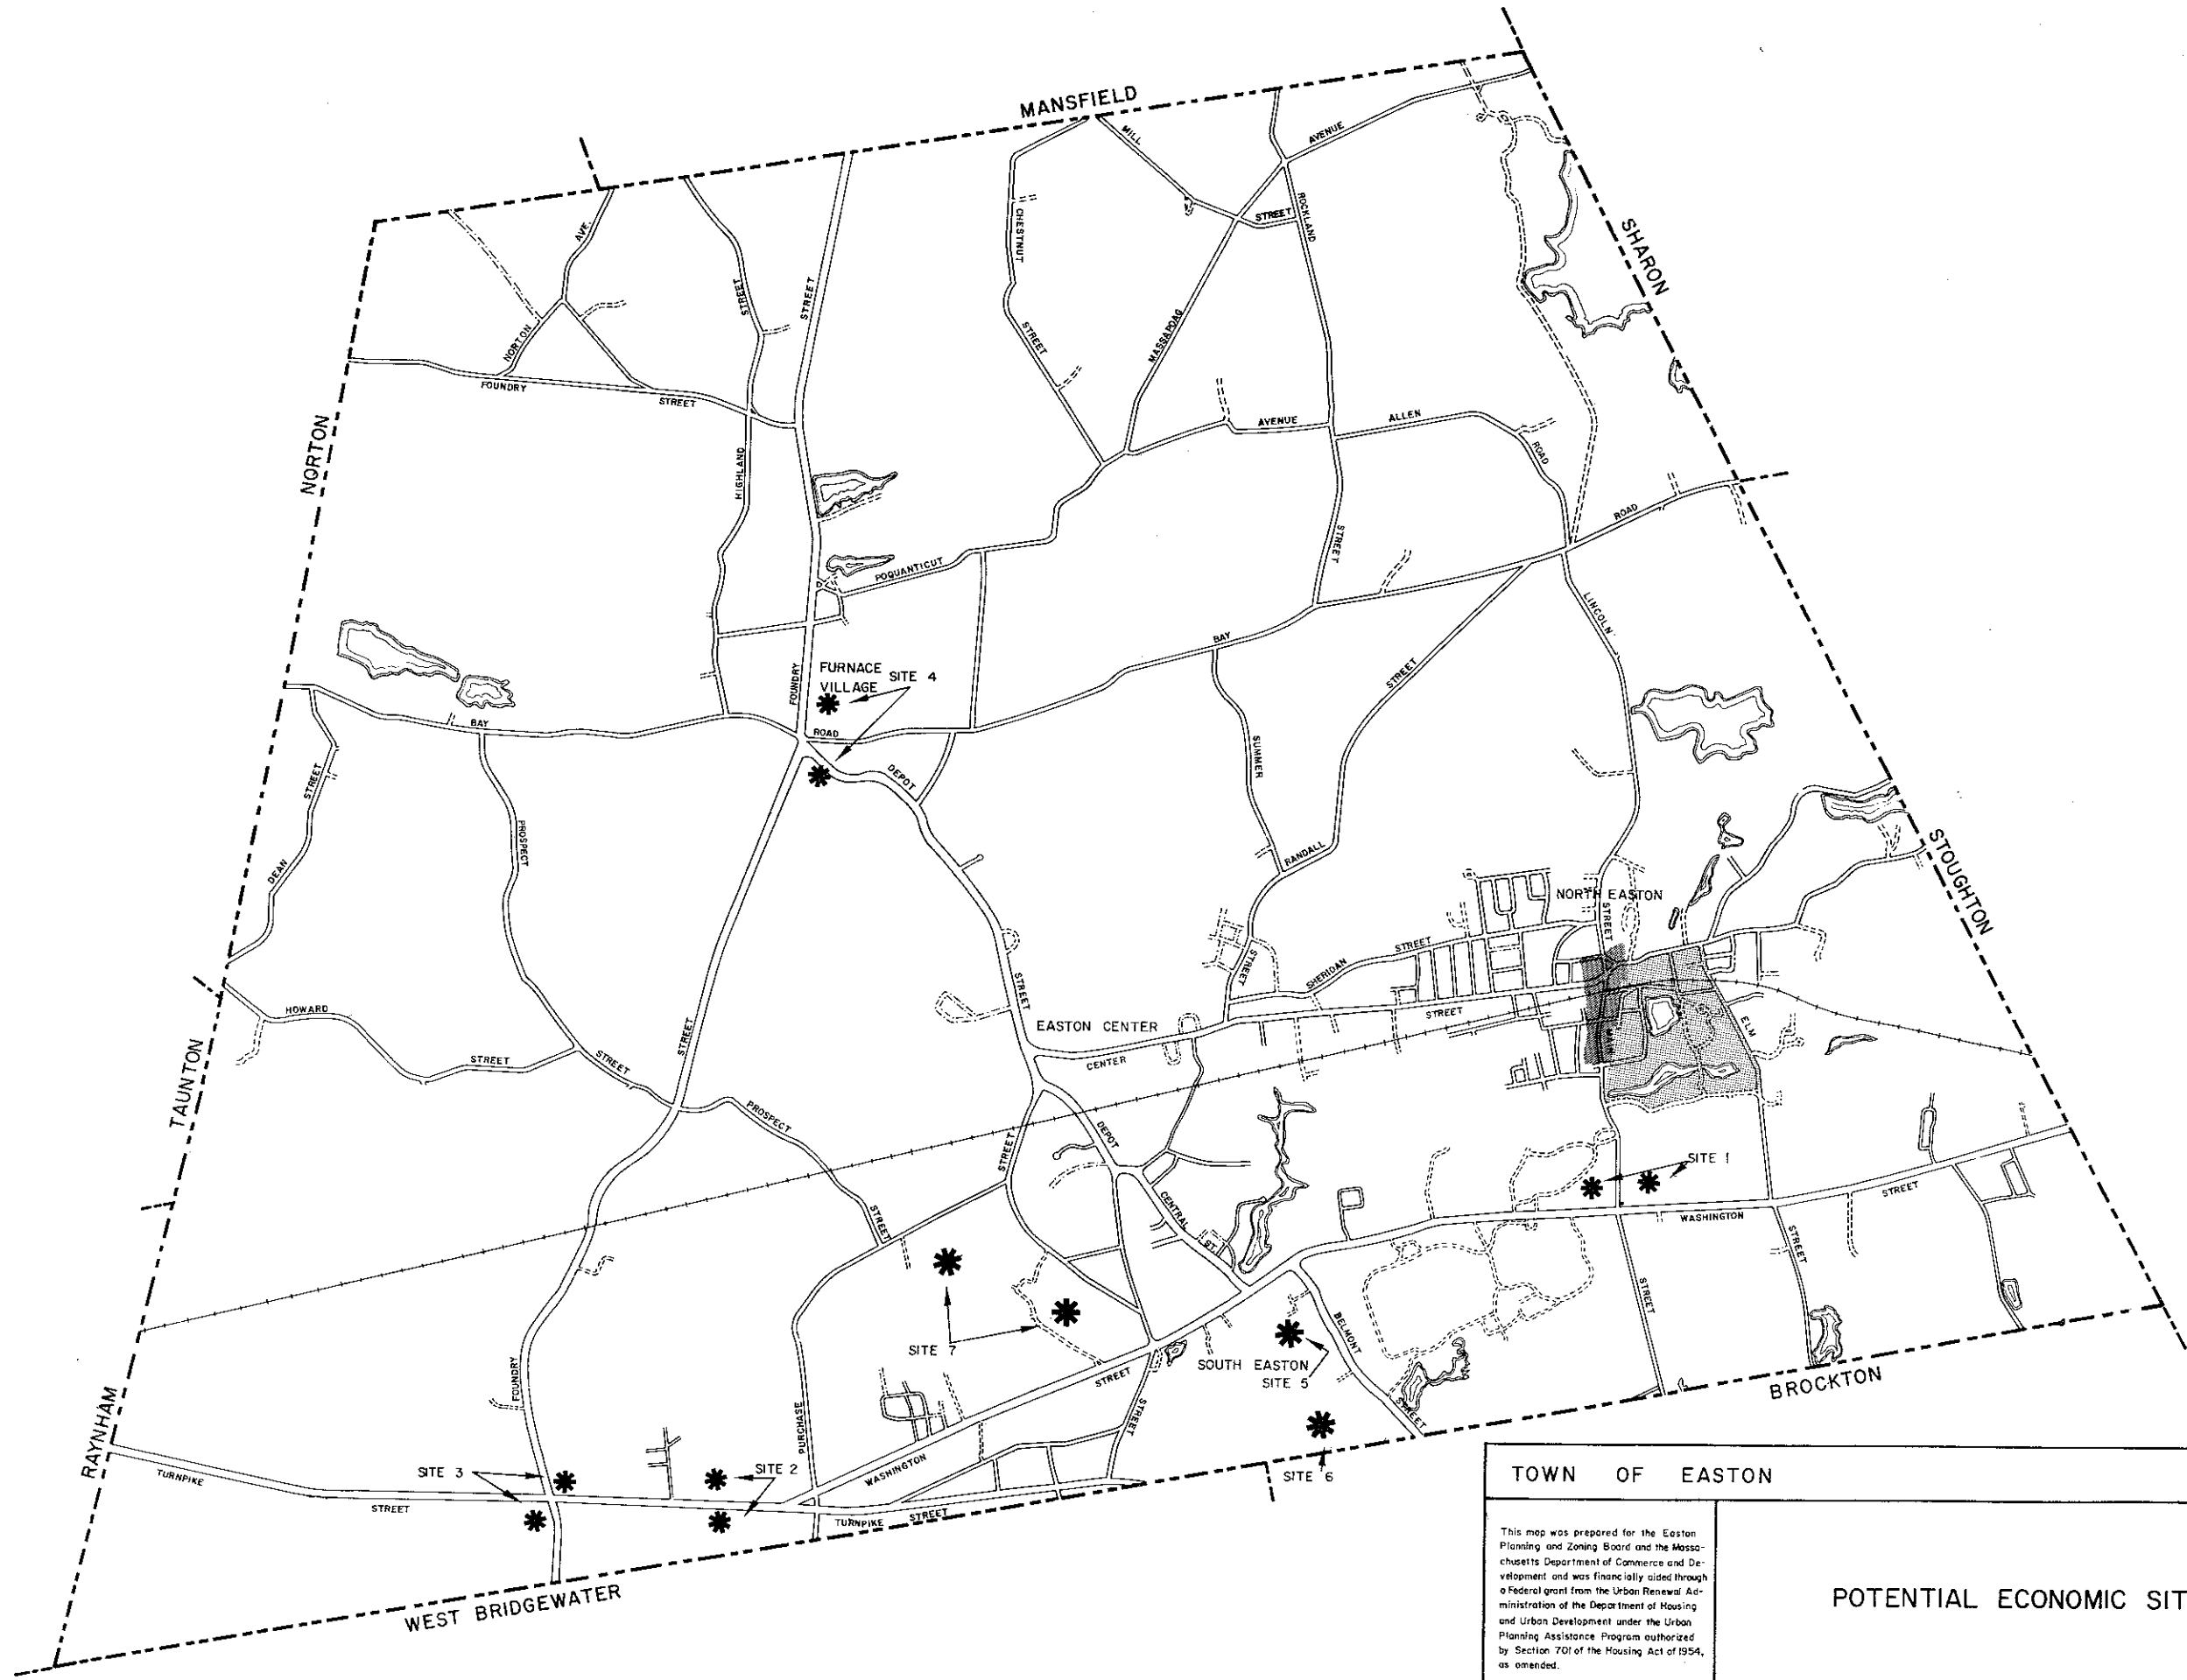 MANSFIELD
MILL
AVENUE
AVE.
CHESTNUT
STREET
ROCKLAND
SHARON
STREET
STREET
NORTON
STREET
MASSAPOAG
FOUNDRY
STREET
AVENUE
ALLEN
ROAD
NORTON
HIGHLAND
ROAD
STREET
POQUANTICUT
LINCOLN
BAY
FOUNDRY
FURNACE
VILLAGE
SITE 4
STREET
BAY
ROAD
SUMMER
DEPOT
STREET
PROSPECT
RANDALL
DEAN
STOUGHTON
NORTH EASTON
STREET
STREET
SHERIDAN
STREET
STREET
HOWARD
STREET
EASTON CENTER
STREET
MAIN
ELM
STREET
STREET
CENTER
TAUNTON
PROSPECT
DEPOT
STREET
SITE 1
STREET
CENTRAL
ST.
STREET
WASHINGTON
STREET
STREET
BELMONT
SITE 7
SOUTH EASTON
SITE 5
STREET
FOUNDRY
BROCKTON
RAYNHAM
PURCHASE
STREET
STREET
TURNPIKE
SITE 3
SITE 2
WASHINGTON
SITE 6
STREET
TURNPIKE
STREET
WEST BRIDGEWATER
TOWN OF EASTON
This map was prepared for the Easton
Planning and Zoning Board and the Massa-
chusetts Department of Commerce and De-
velopment and was financially aided through
a Federal grant from the Urban Renewal Ad-
ministration of the Department of Housing
and Urban Development under the Urban
Planning Assistance Program authorized
by Section 701 of the Housing Act of 1954,
as amended.
POTENTIAL ECONOMIC SIT